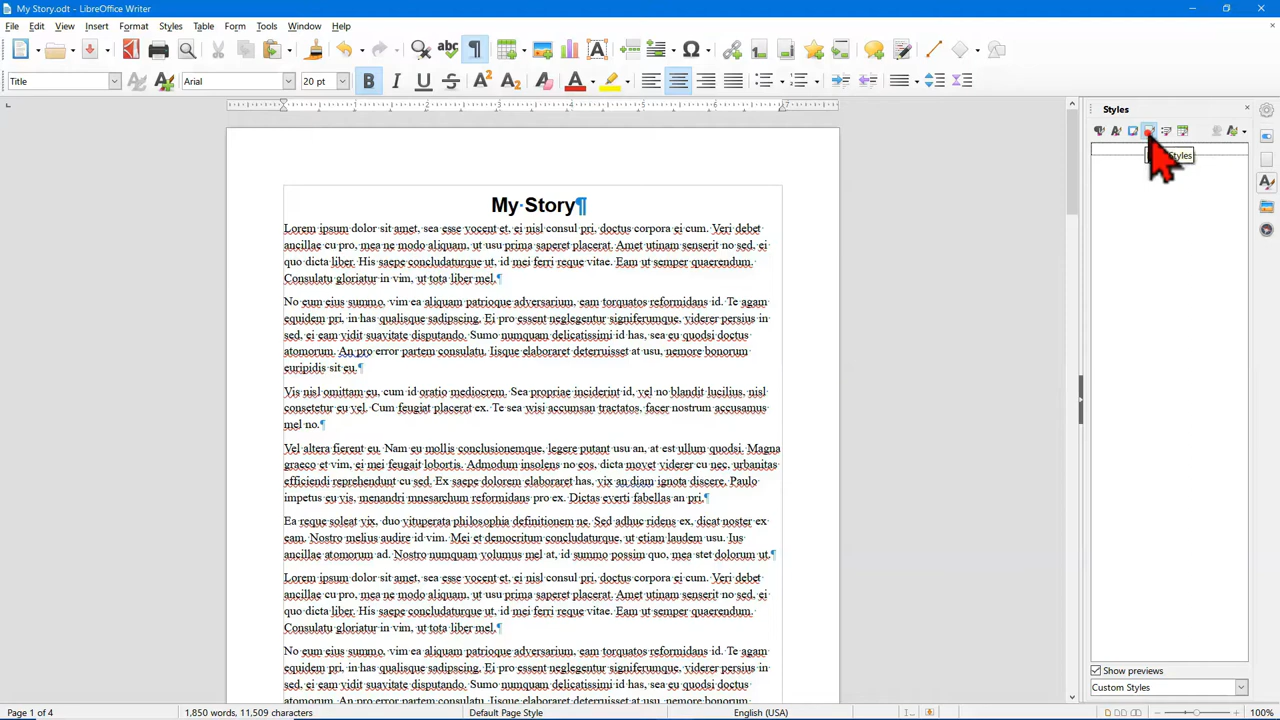 My Story.odt - LibreOffice Writer
File Edit View Insert Format Styles Table Form Tools Window Help
Title Arial 20 pt
1 2 3 4 5 6 7
Styles
Styles
My Story¶
Lorem ipsum dolor sit amet, sea esse vocent et, ei nisl consul pri, doctus corpora ei cum. Veri debet
ancillae cu pro, mea ne modo aliquam, ut usu prima saperet placerat. Amet utinam senserit no sed, ei
quo dicta liber. His saepe concludaturque ut, id mei ferri reque vitae. Eam ut semper quaerendum.
Consulatu gloriatur in vim, ut tota liber mel.¶
No eum eius summo, vim ea aliquam patrioque adversarium, eam torquatos reformidans id. Te agam
equidem pri, in has qualisque sadipscing. Ei pro essent neglegentur signiferumque, viderer persius in
sed, ei eam vidit suavitate disputando. Sumo numquam delicatissimi id has, sea eu quodsi doctus
atomorum. An pro error partem consulatu. Iisque elaboraret deterruisset at usu, nemore bonorum
euripidis sit eu.¶
Vis nisl omittam eu, cum id oratio mediocrem. Sea propriae inciderint id, vel no blandit lucilius, nisl
consetetur eu vel. Cum feugiat placerat ex. Te sea wisi accumsan tractatos, facer nostrum accusamus
mel no.¶
Vel altera fierent eu. Nam eu mollis conclusionemque, legere putant usu an, at est ullum quodsi. Magna
graeco et vim, ei mei feugait lobortis. Admodum insolens no eos, dicta movet viderer cu nec, urbanitas
efficiendi reprehendunt cu sed. Ex saepe dolorem elaboraret has, vix an diam ignota discere. Paulo
impetus eu vis, menandri mnesarchum reformidans pro ex. Dictas everti fabellas an pri.¶
Ea reque soleat vix, duo vituperata philosophia definitionem ne. Sed adhuc ridens ex, dicat noster ex
eam. Nostro melius audire id vim. Mei et democritum concludaturque, ut etiam laudem usu. Ius
ancillae atomorum ad. Nostro numquam volumus mel at, id summo possim quo, mea stet dolorum ut.¶
Lorem ipsum dolor sit amet, sea esse vocent et, ei nisl consul pri, doctus corpora ei cum. Veri debet
ancillae cu pro, mea ne modo aliquam, ut usu prima saperet placerat. Amet utinam senserit no sed, ei
quo dicta liber. His saepe concludaturque ut, id mei ferri reque vitae. Eam ut semper quaerendum.
Consulatu gloriatur in vim, ut tota liber mel.¶
No eum eius summo, vim ea aliquam patrioque adversarium, eam torquatos reformidans id. Te agam
equidem pri, in has qualisque sadipscing. Ei pro essent neglegentur signiferumque, viderer persius in
sed, ei eam vidit suavitate disputando. Sumo numquam delicatissimi id has, sea eu quodsi doctus
Show previews
Custom Styles
Page 1 of 4 1,850 words, 11,509 characters Default Page Style English (USA) 100%